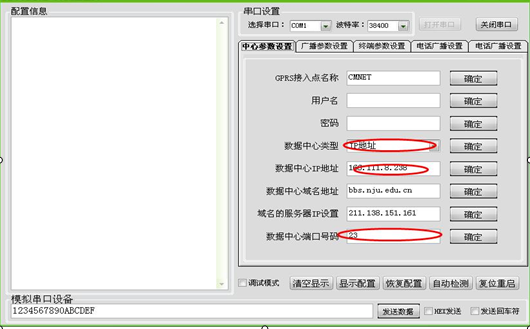 配置信息
串口设置
选择串口: COM1 波特率: 38400 打开串口 关闭串口
中心参数设置 广播参数设置 终端参数设置 电话广播设置 电话广播设置
GPRS接入点名称 CMNET 确定
用户名 确定
密码 确定
数据中心类型 IP地址 确定
数据中心IP地址 .111.8.238 确定
数据中心域名地址 bbs.nju.edu.cn 确定
域名的服务器IP设置 211.138.151.161 确定
数据中心端口号码 23 确定
调试模式 清空显示 显示配置 恢复配置 自动检测 复位重启
模拟串口设备
1234567890ABCDEF 发送数据 HEX发送 发送回车符